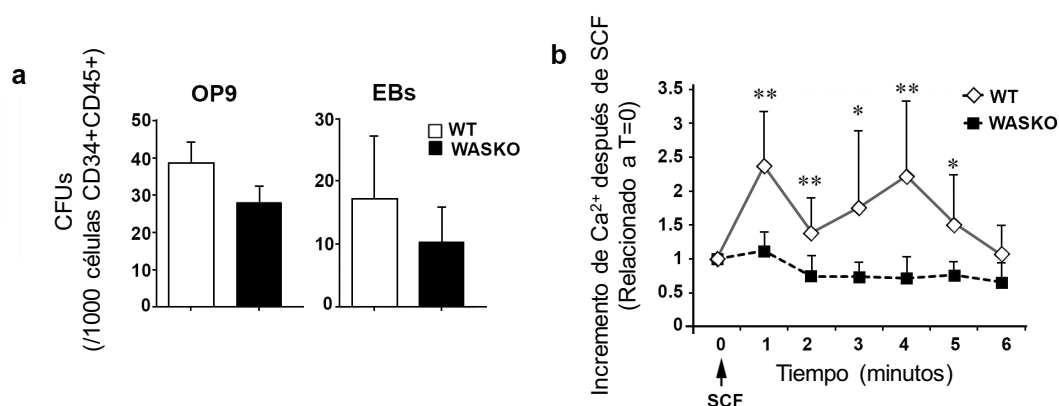 a
CFUs
(/1000 células CD34+CD45+)
OP9
50
40
30
20
10
0
EBs
30
20
10
0
WT
WASKO
b
Incremento de Ca²⁺ después de SCF
(Relacionado a T=0)
3.5
3
2.5
2
1.5
1
0.5
0
**
**
*
**
*
WT
WASKO
0 1 2 3 4 5 6
Tiempo (minutos)
SCF